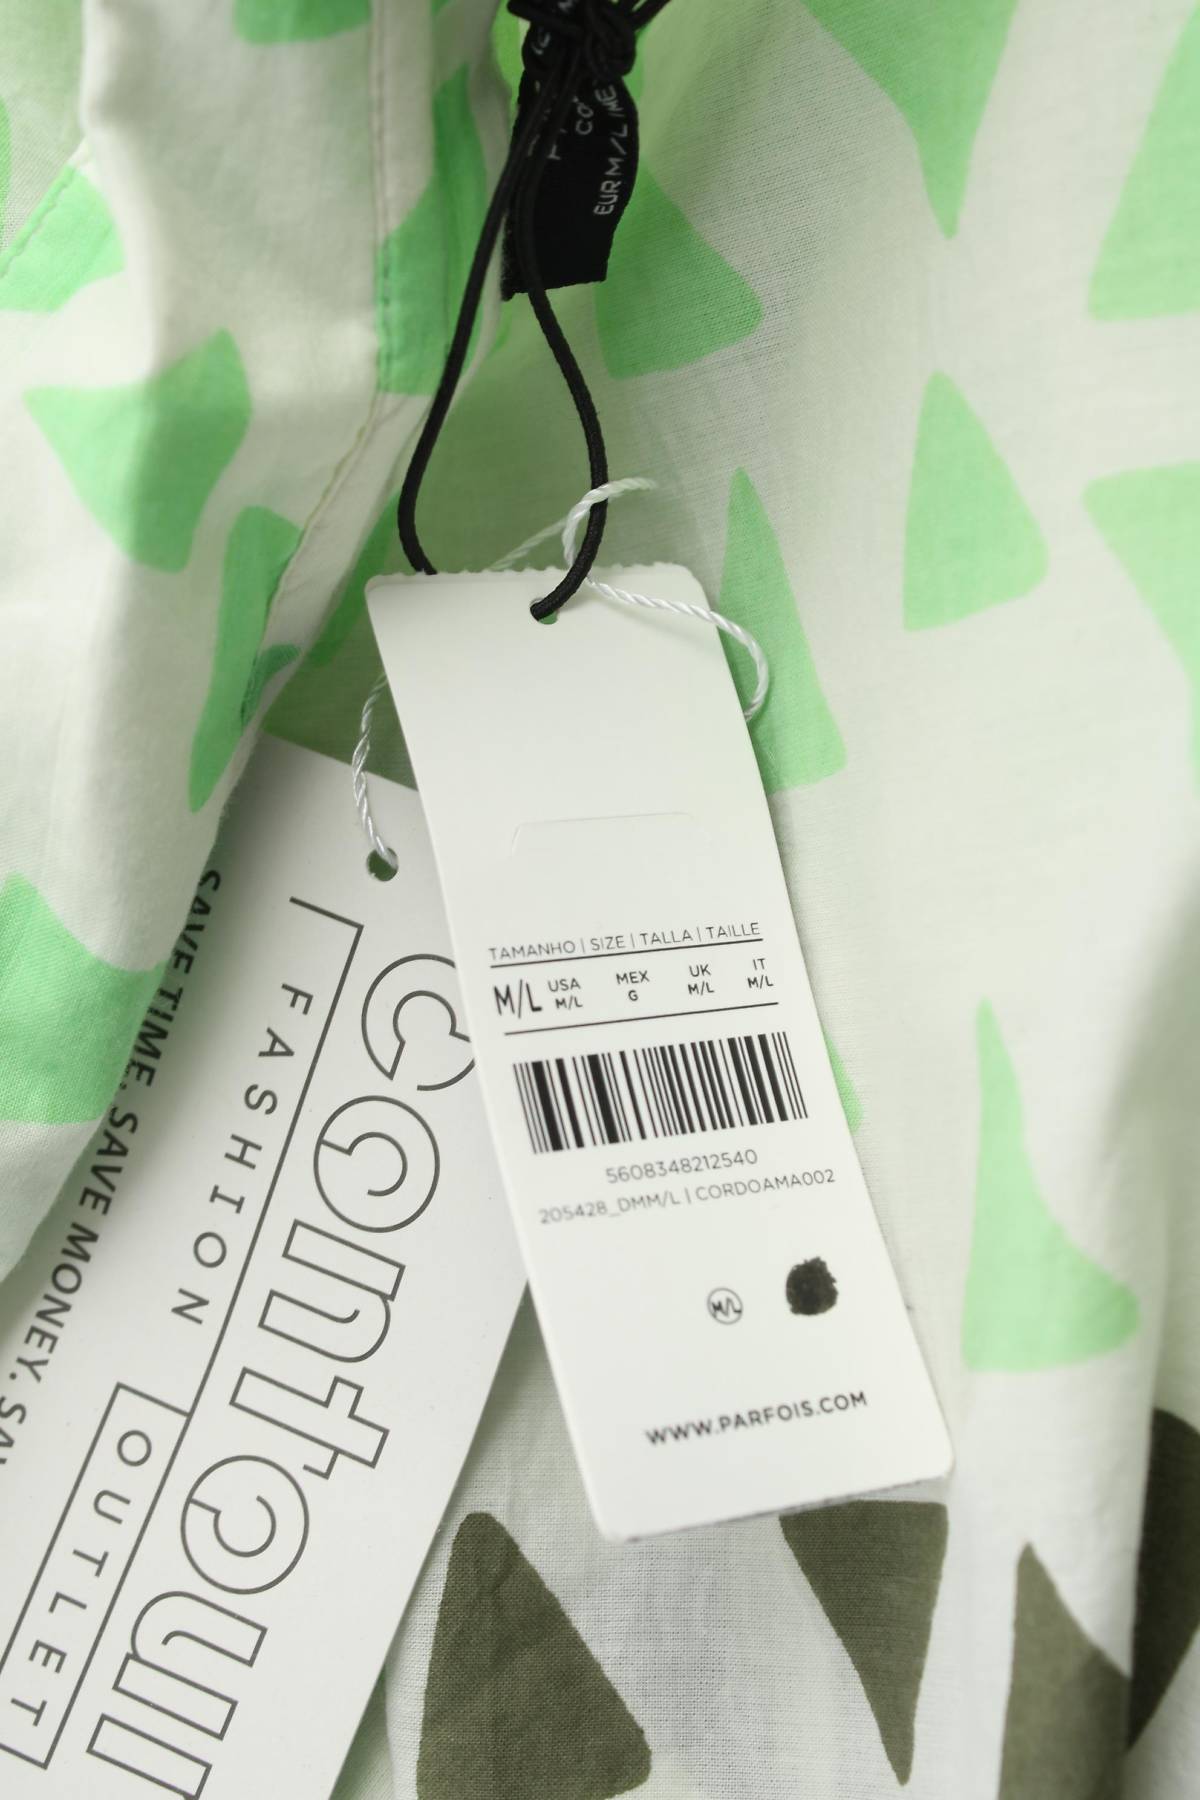 EUR M/L
TAMANHO | SIZE | TALLA | TAILLE
M/L USA M/L MEX G UK M/L IT M/L
5608348212540
205428_DMM/L | CORDOAMA002
M/L
WWW.PARFOIS.COM
SAVE TIME. SAVE MONEY.
FASHION
contour
OUTLET